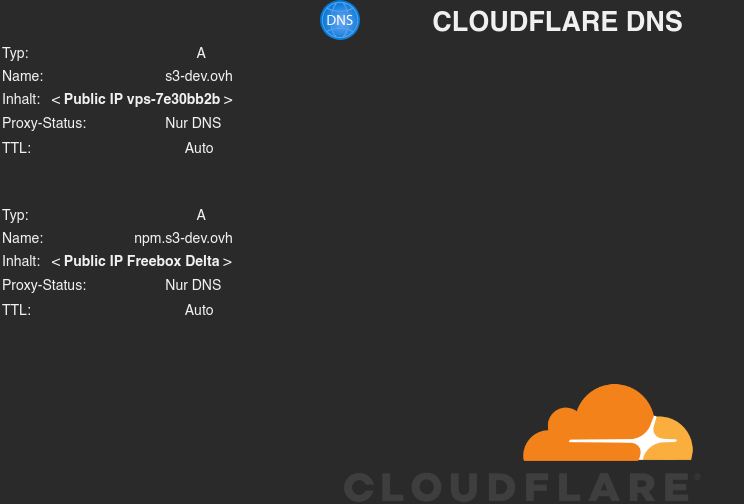 DNS
CLOUDFLARE DNS
Typ: A
Name: s3-dev.ovh
Inhalt: < Public IP vps-7e30bb2b >
Proxy-Status: Nur DNS
TTL: Auto
Typ: A
Name: npm.s3-dev.ovh
Inhalt: < Public IP Freebox Delta >
Proxy-Status: Nur DNS
TTL: Auto
CLOUDFLARE®